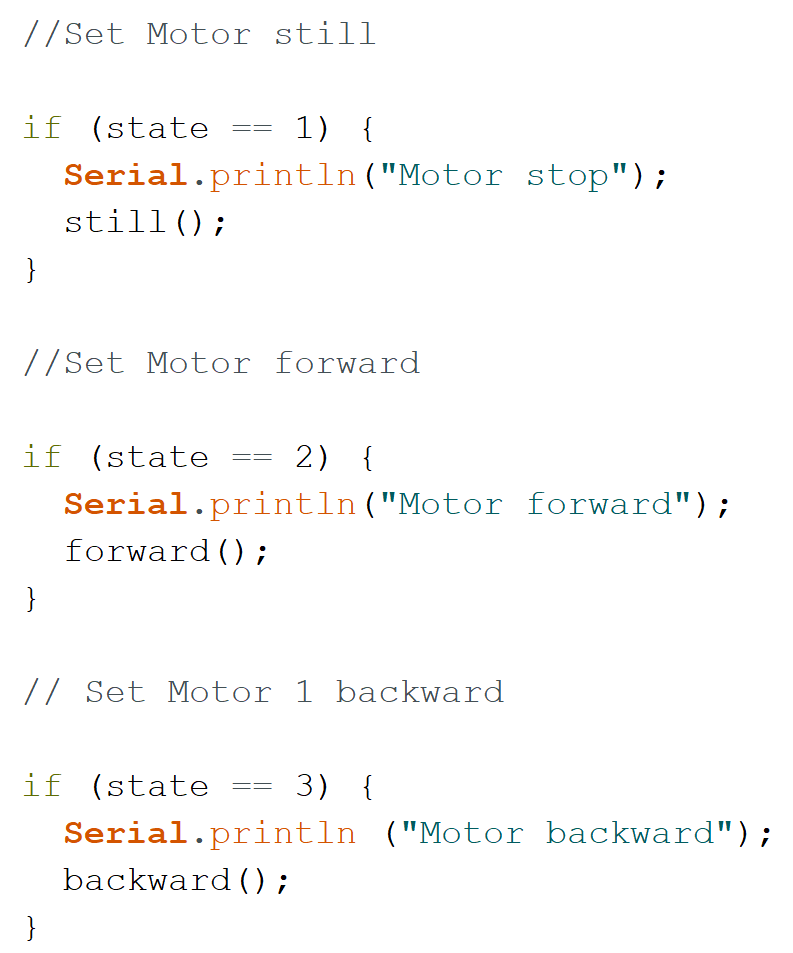 //Set Motor still
if (state == 1) {
  Serial.println("Motor stop");
  still();
}
//Set Motor forward
if (state == 2) {
  Serial.println("Motor forward");
  forward();
}
// Set Motor 1 backward
if (state == 3) {
  Serial.println ("Motor backward");
  backward();
}